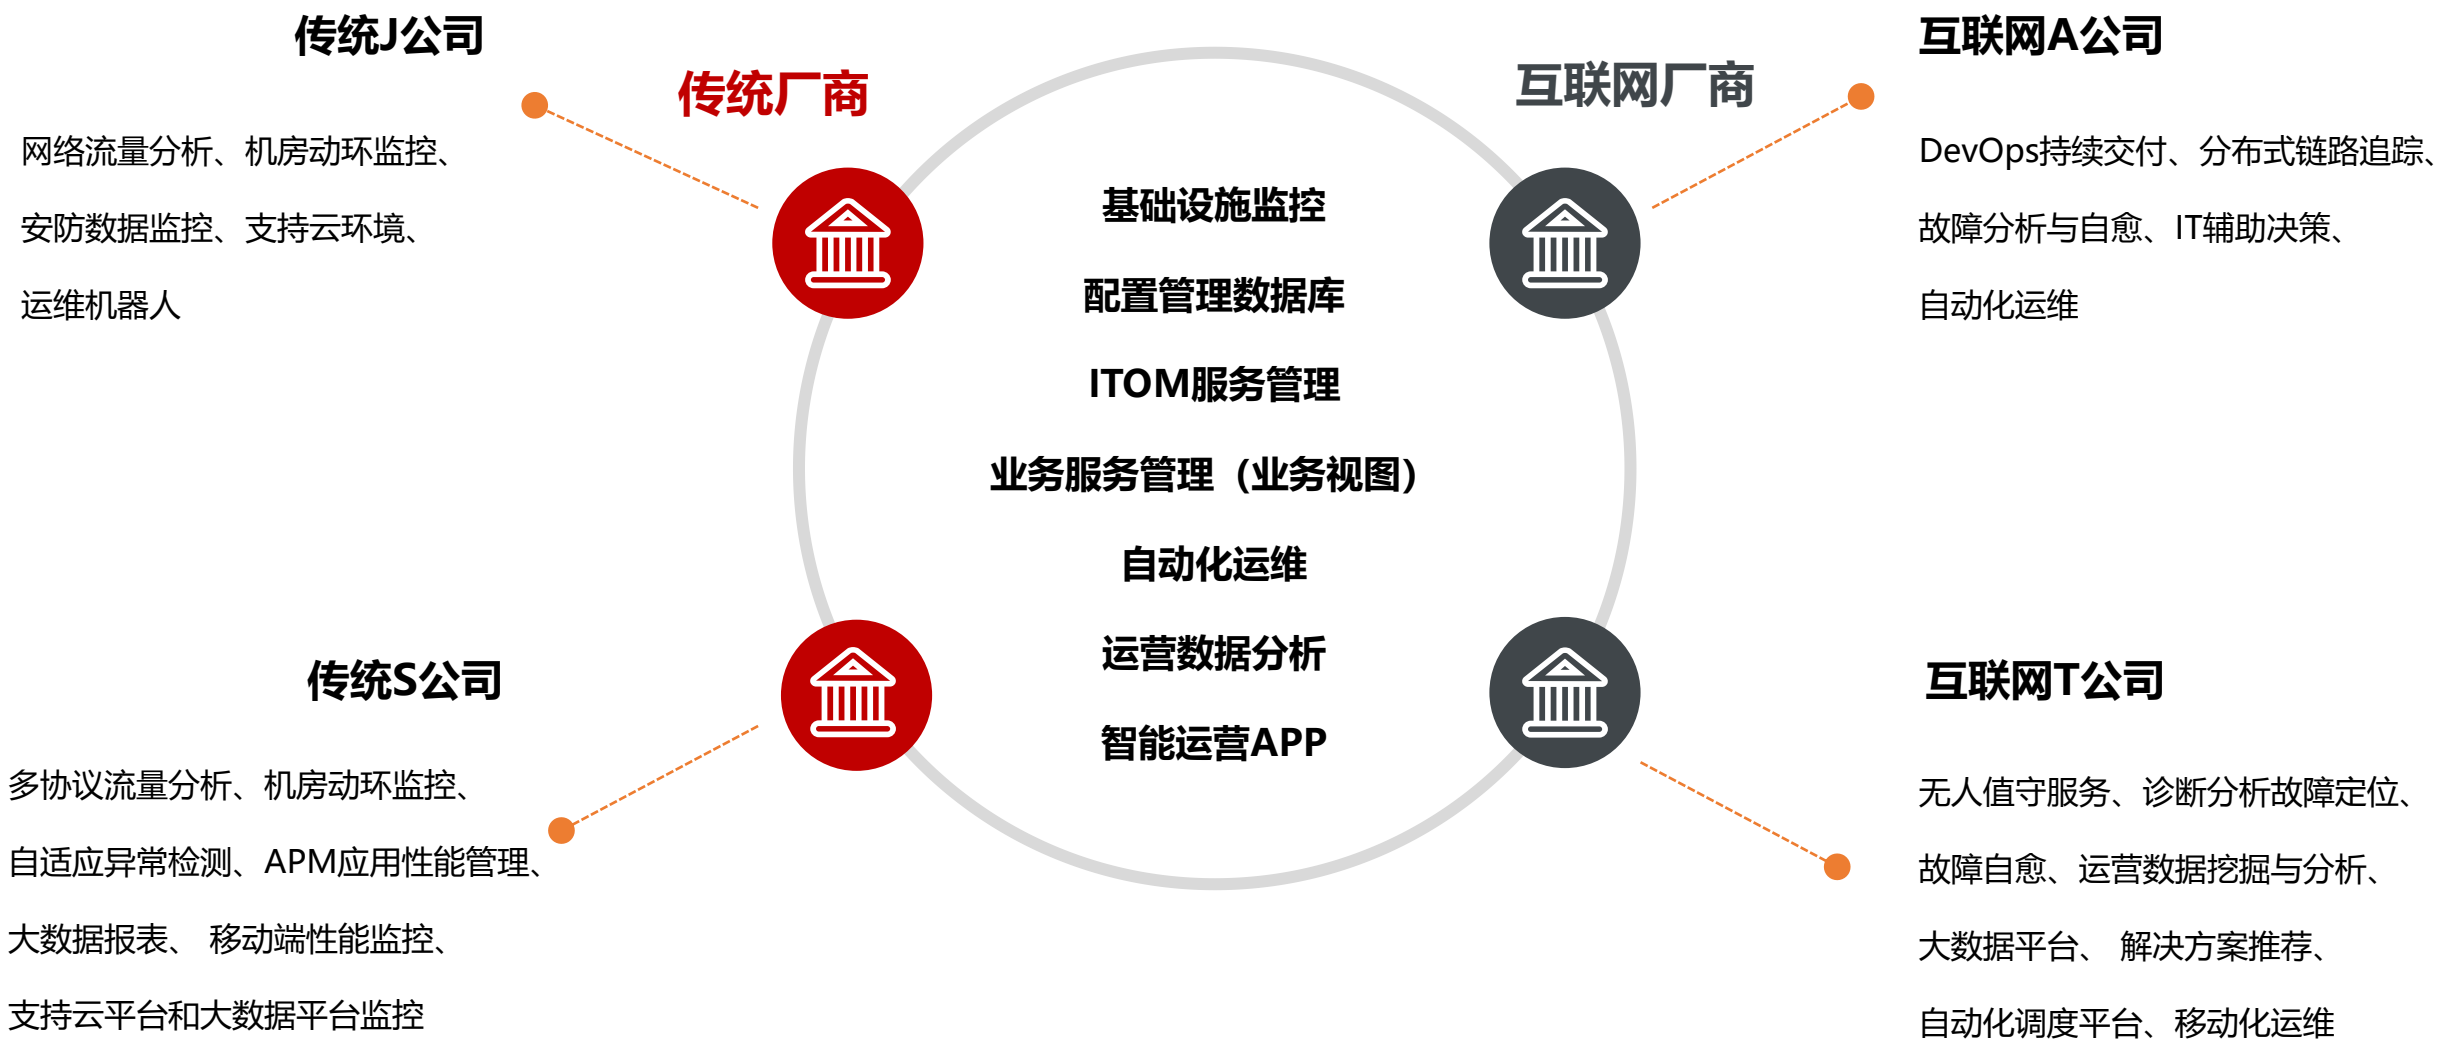 传统J公司
网络流量分析、机房动环监控、
安防数据监控、支持云环境、
运维机器人
传统厂商
互联网厂商
互联网A公司
DevOps持续交付、分布式链路追踪、
故障分析与自愈、IT辅助决策、
自动化运维
基础设施监控
配置管理数据库
ITOM服务管理
业务服务管理（业务视图）
自动化运维
运营数据分析
智能运营APP
传统S公司
多协议流量分析、机房动环监控、
自适应异常检测、APM应用性能管理、
大数据报表、 移动端性能监控、
支持云平台和大数据平台监控
互联网T公司
无人值守服务、诊断分析故障定位、
故障自愈、运营数据挖掘与分析、
大数据平台、 解决方案推荐、
自动化调度平台、移动化运维